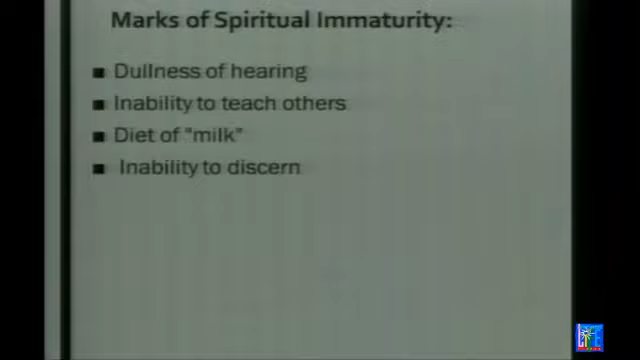 Marks of Spiritual Immaturity:
Dullness of hearing
Inability to teach others
Diet of "milk"
Inability to discern